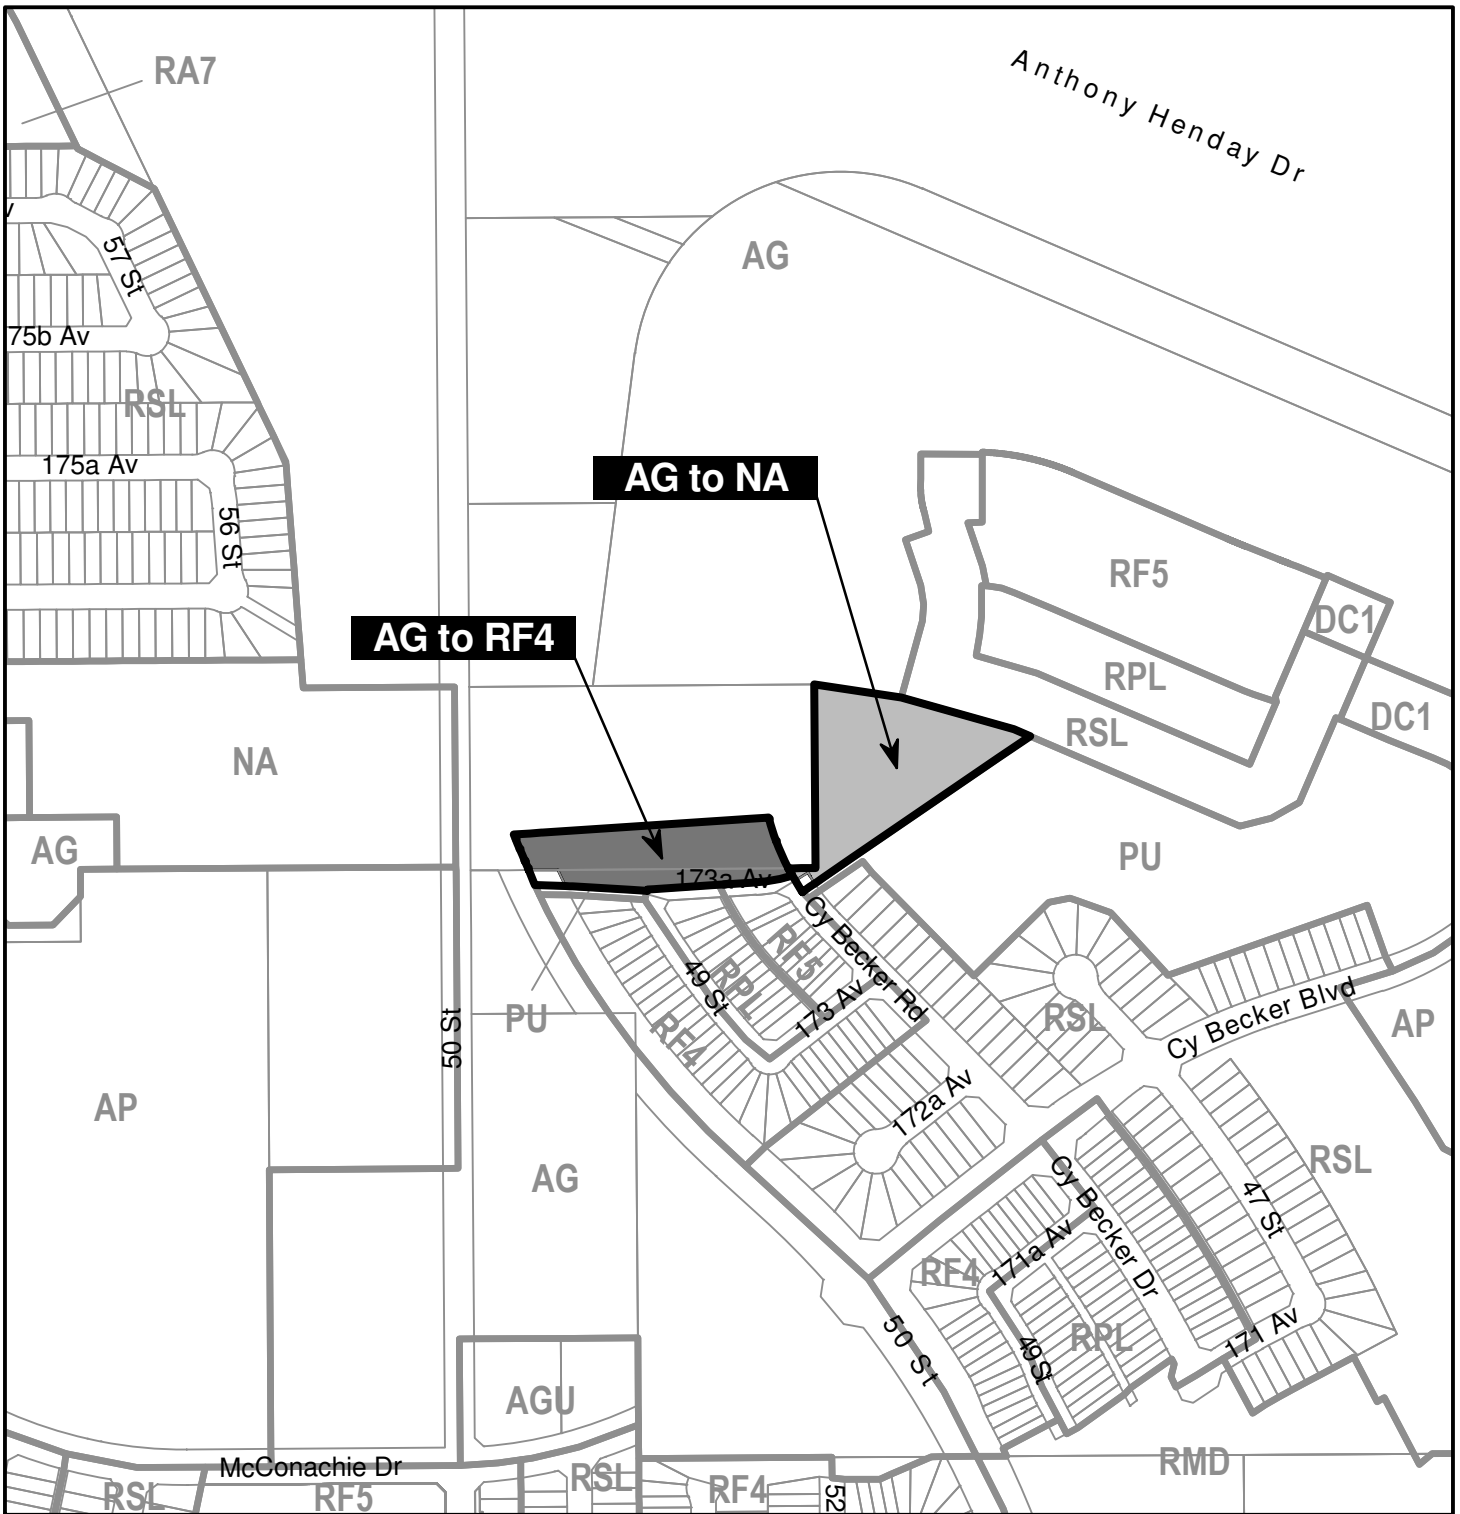 Anthony Henday Dr
RA7
v
57 St
AG
75b Av
RSL
175a Av
AG to NA
56 St
RF5
DC1
AG to RF4
RPL
DC1
RSL
NA
AG
PU
173a Av
Cy Becker Rd
RF5
49 St
RPL
173 Av
PU
RF4
50 St
RSL
Cy Becker Blvd
AP
AP
172a Av
AG
RSL
Cy Becker Dr
47 St
171a Av
RF4
50 St
49St
RPL
171 Av
AGU
McConachie Dr
RMD
RSL
RF5
RSL
RF4
52